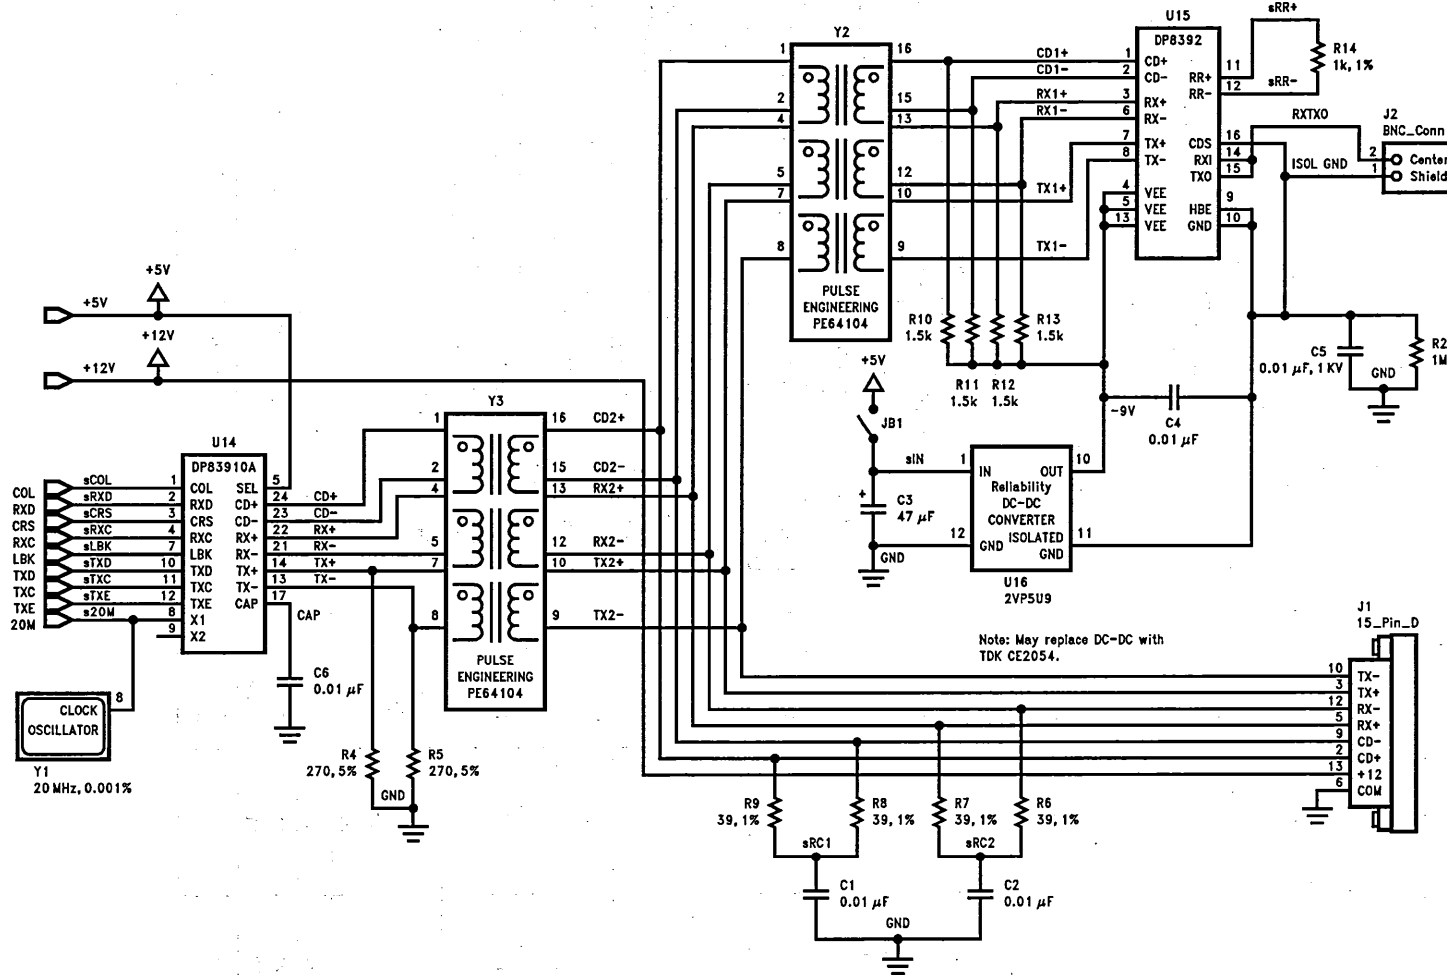 +5V
+5V
+12V
+12V
U14
DP83910A
COL
RXD
CRS
RXC
LBK
TXD
TXC
TXE
20M
sCOL
sRXD
sCRS
sRXC
sLBK
sTXD
sTXC
sTXE
s20M
1 COL
2 RXD
3 CRS
4 RXC
7 LBK
10 TXD
11 TXC
12 TXE
8 X1
9 X2
SEL 5
CD+ 24
CD- 23
RX+ 22
RX- 21
TX+ 14
TX- 13
CAP 17
CD+
CD-
RX+
RX-
TX+
TX-
CAP
C6
0.01 µF
8
CLOCK
OSCILLATOR
Y1
20 MHz, 0.001%
R4
270, 5%
R5
270, 5%
GND
Y3
1
2
4
5
7
8
16
15
13
12
10
9
PULSE
ENGINEERING
PE64104
CD2+
CD2-
RX2+
RX2-
TX2+
TX2-
Y2
1
2
4
5
7
8
16
15
13
12
10
9
PULSE
ENGINEERING
PE64104
CD1+
CD1-
RX1+
RX1-
TX1+
TX1-
U15
DP8392
1 CD+
2 CD-
3 RX+
6 RX-
7 TX+
8 TX-
4 VEE
5 VEE
13 VEE
RR+ 11
RR- 12
CDS 16
RXI 14
TXO 15
HBE 9
GND 10
sRR+
R14
1k, 1%
sRR-
RXTXO
ISOL GND
J2
BNC_Conn
2 Center
1 Shield
R10
1.5k
R13
1.5k
R11
1.5k
R12
1.5k
C5
0.01 µF, 1 KV
GND
R2
1M
-9V
C4
0.01 µF
+5V
JB1
sIN
+
C3
47 µF
GND
1 IN
OUT 10
Reliability
DC-DC
CONVERTER
12 GND
ISOLATED
GND 11
U16
2VP5U9
Note: May replace DC-DC with
TDK CE2054.
J1
15_Pin_D
10 TX-
3 TX+
12 RX-
5 RX+
9 CD-
2 CD+
13 +12
6 COM
R9
39, 1%
R8
39, 1%
R7
39, 1%
R6
39, 1%
sRC1
sRC2
C1
0.01 µF
C2
0.01 µF
GND